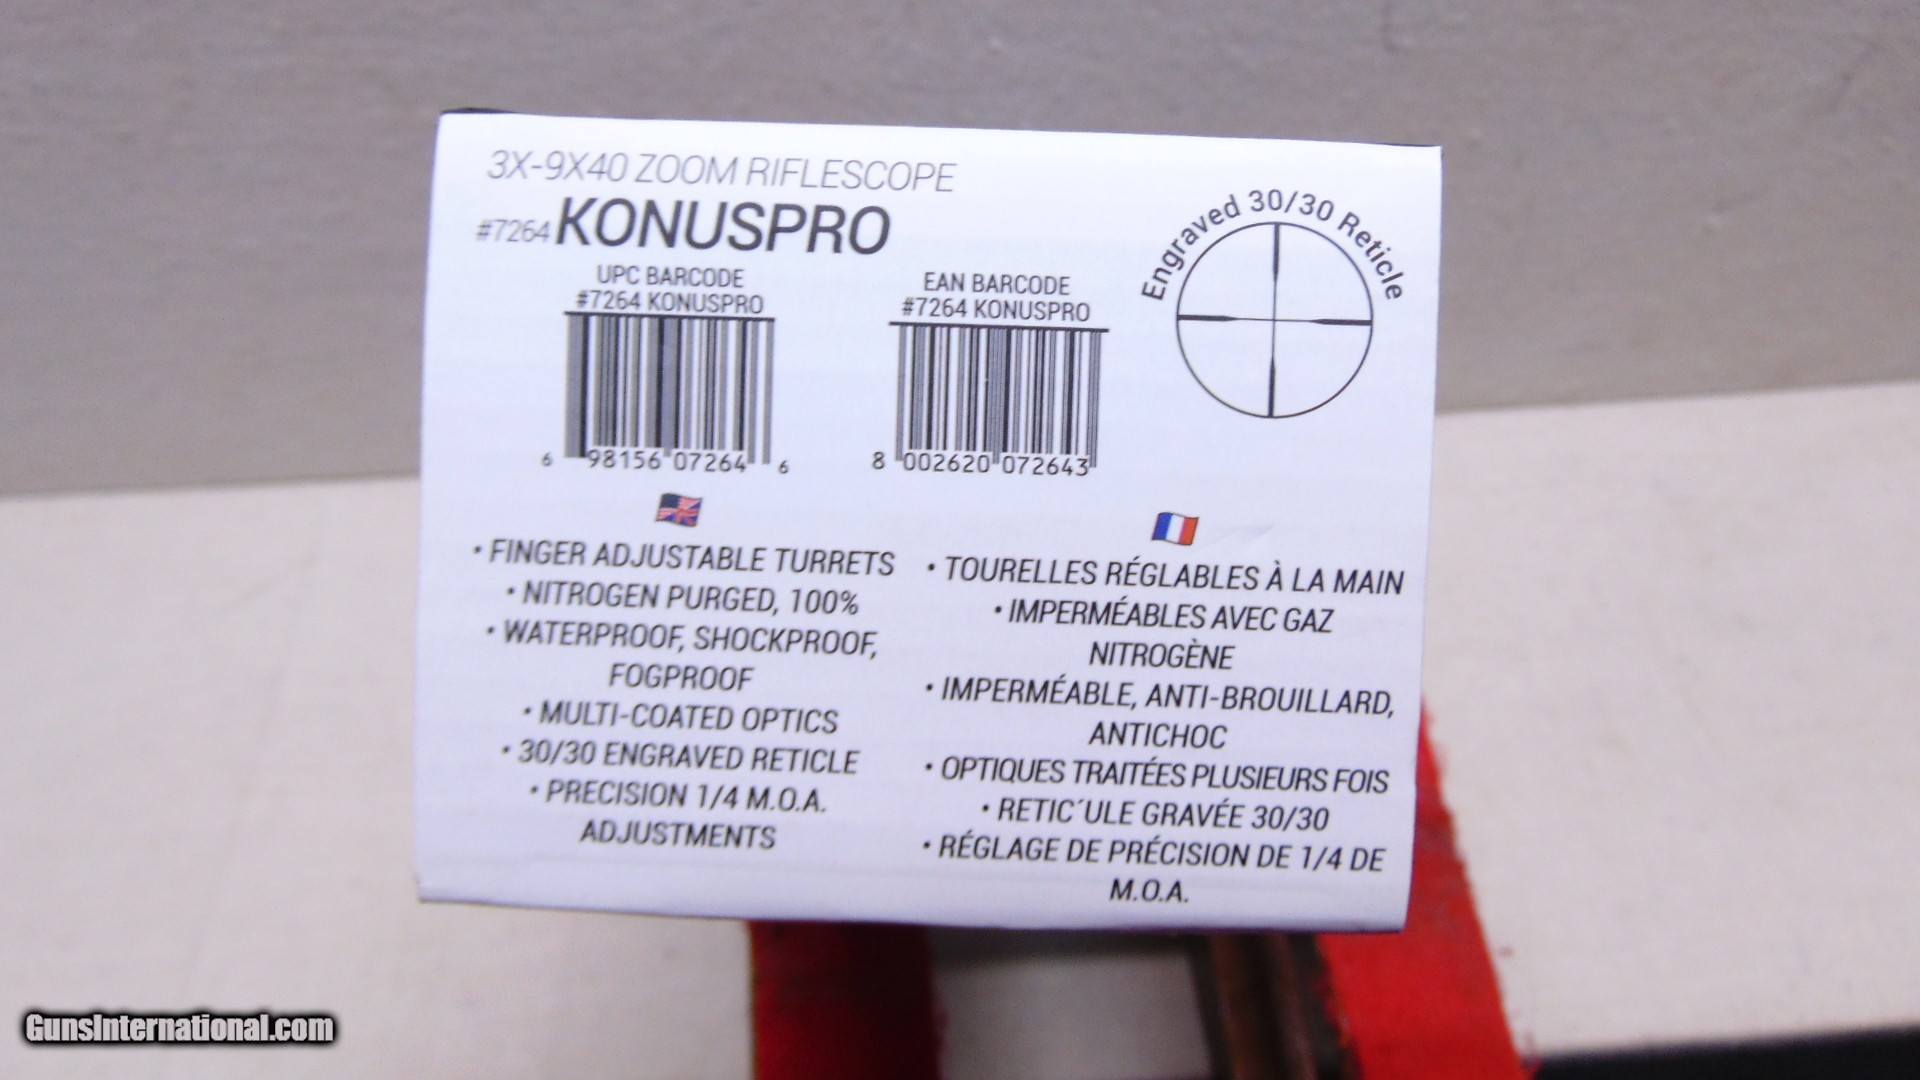 3X-9X40 ZOOM RIFLESCOPE
#7264 KONUSPRO
UPC BARCODE
#7264 KONUSPRO
6 98156 07264 6
EAN BARCODE
#7264 KONUSPRO
8 002620 072643
Engraved 30/30 Reticle
• FINGER ADJUSTABLE TURRETS
• NITROGEN PURGED, 100%
• WATERPROOF, SHOCKPROOF,
FOGPROOF
• MULTI-COATED OPTICS
• 30/30 ENGRAVED RETICLE
• PRECISION 1/4 M.O.A.
ADJUSTMENTS
• TOURELLES RÉGLABLES À LA MAIN
• IMPERMÉABLES AVEC GAZ
NITROGÈNE
• IMPERMÉABLE, ANTI-BROUILLARD,
ANTICHOC
• OPTIQUES TRAITÉES PLUSIEURS FOIS
• RETIC´ULE GRAVÉE 30/30
• RÉGLAGE DE PRÉCISION DE 1/4 DE
M.O.A.
GunsInternational.com